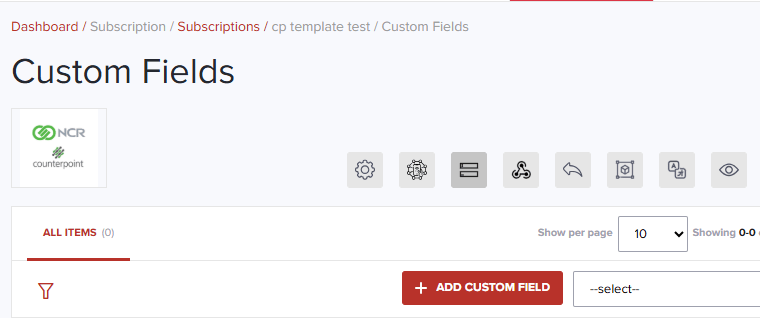 Dashboard / Subscription / Subscriptions / cp template test / Custom Fields
Custom Fields
NCR
counterpoint
ALL ITEMS (0)
Show per page 10 Showing 0-0
+ ADD CUSTOM FIELD --select--